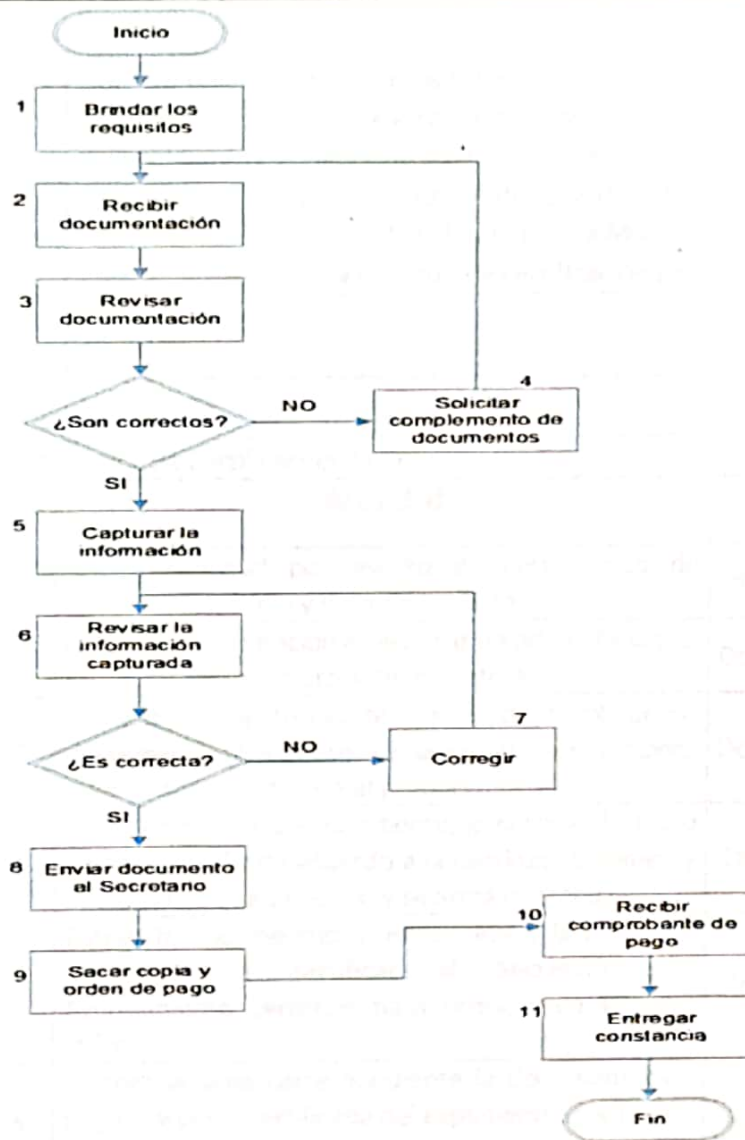 Inicio
1
Brindar los
requisitos
2
Recibir
documentación
3
Revisar
documentación
¿Son correctos?
NO
4
Solicitar
complemento de
documentos
SI
5
Capturar la
información
6
Revisar la
información
capturada
¿Es correcta?
NO
7
Corregir
SI
8
Enviar documento
al Secretario
9
Sacar copia y
orden de pago
10
Recibir
comprobante de
pago
11
Entregar
constancia
Fin